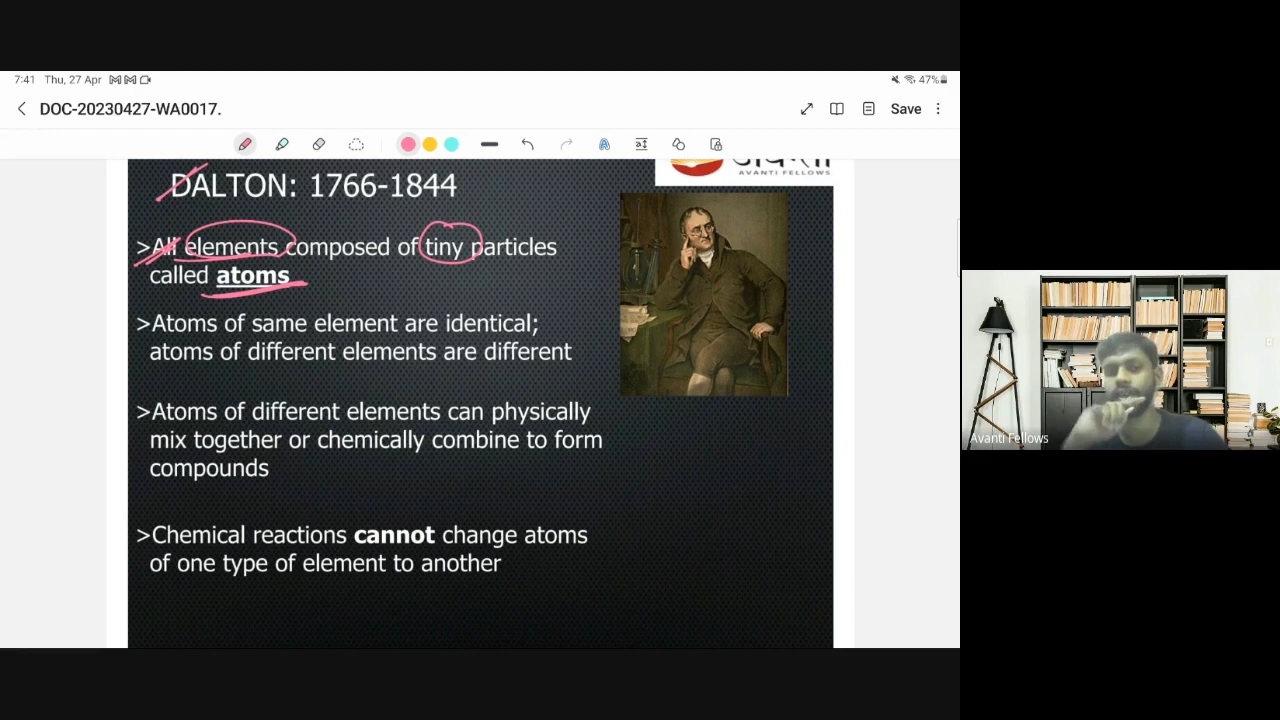 7:41 Thu, 27 Apr
47%
DOC-20230427-WA0017.
Save
AVANTI FELLOWS
DALTON: 1766-1844
>All elements composed of tiny particles
called atoms
>Atoms of same element are identical;
atoms of different elements are different
>Atoms of different elements can physically
mix together or chemically combine to form
compounds
>Chemical reactions cannot change atoms
of one type of element to another
Avanti Fellows